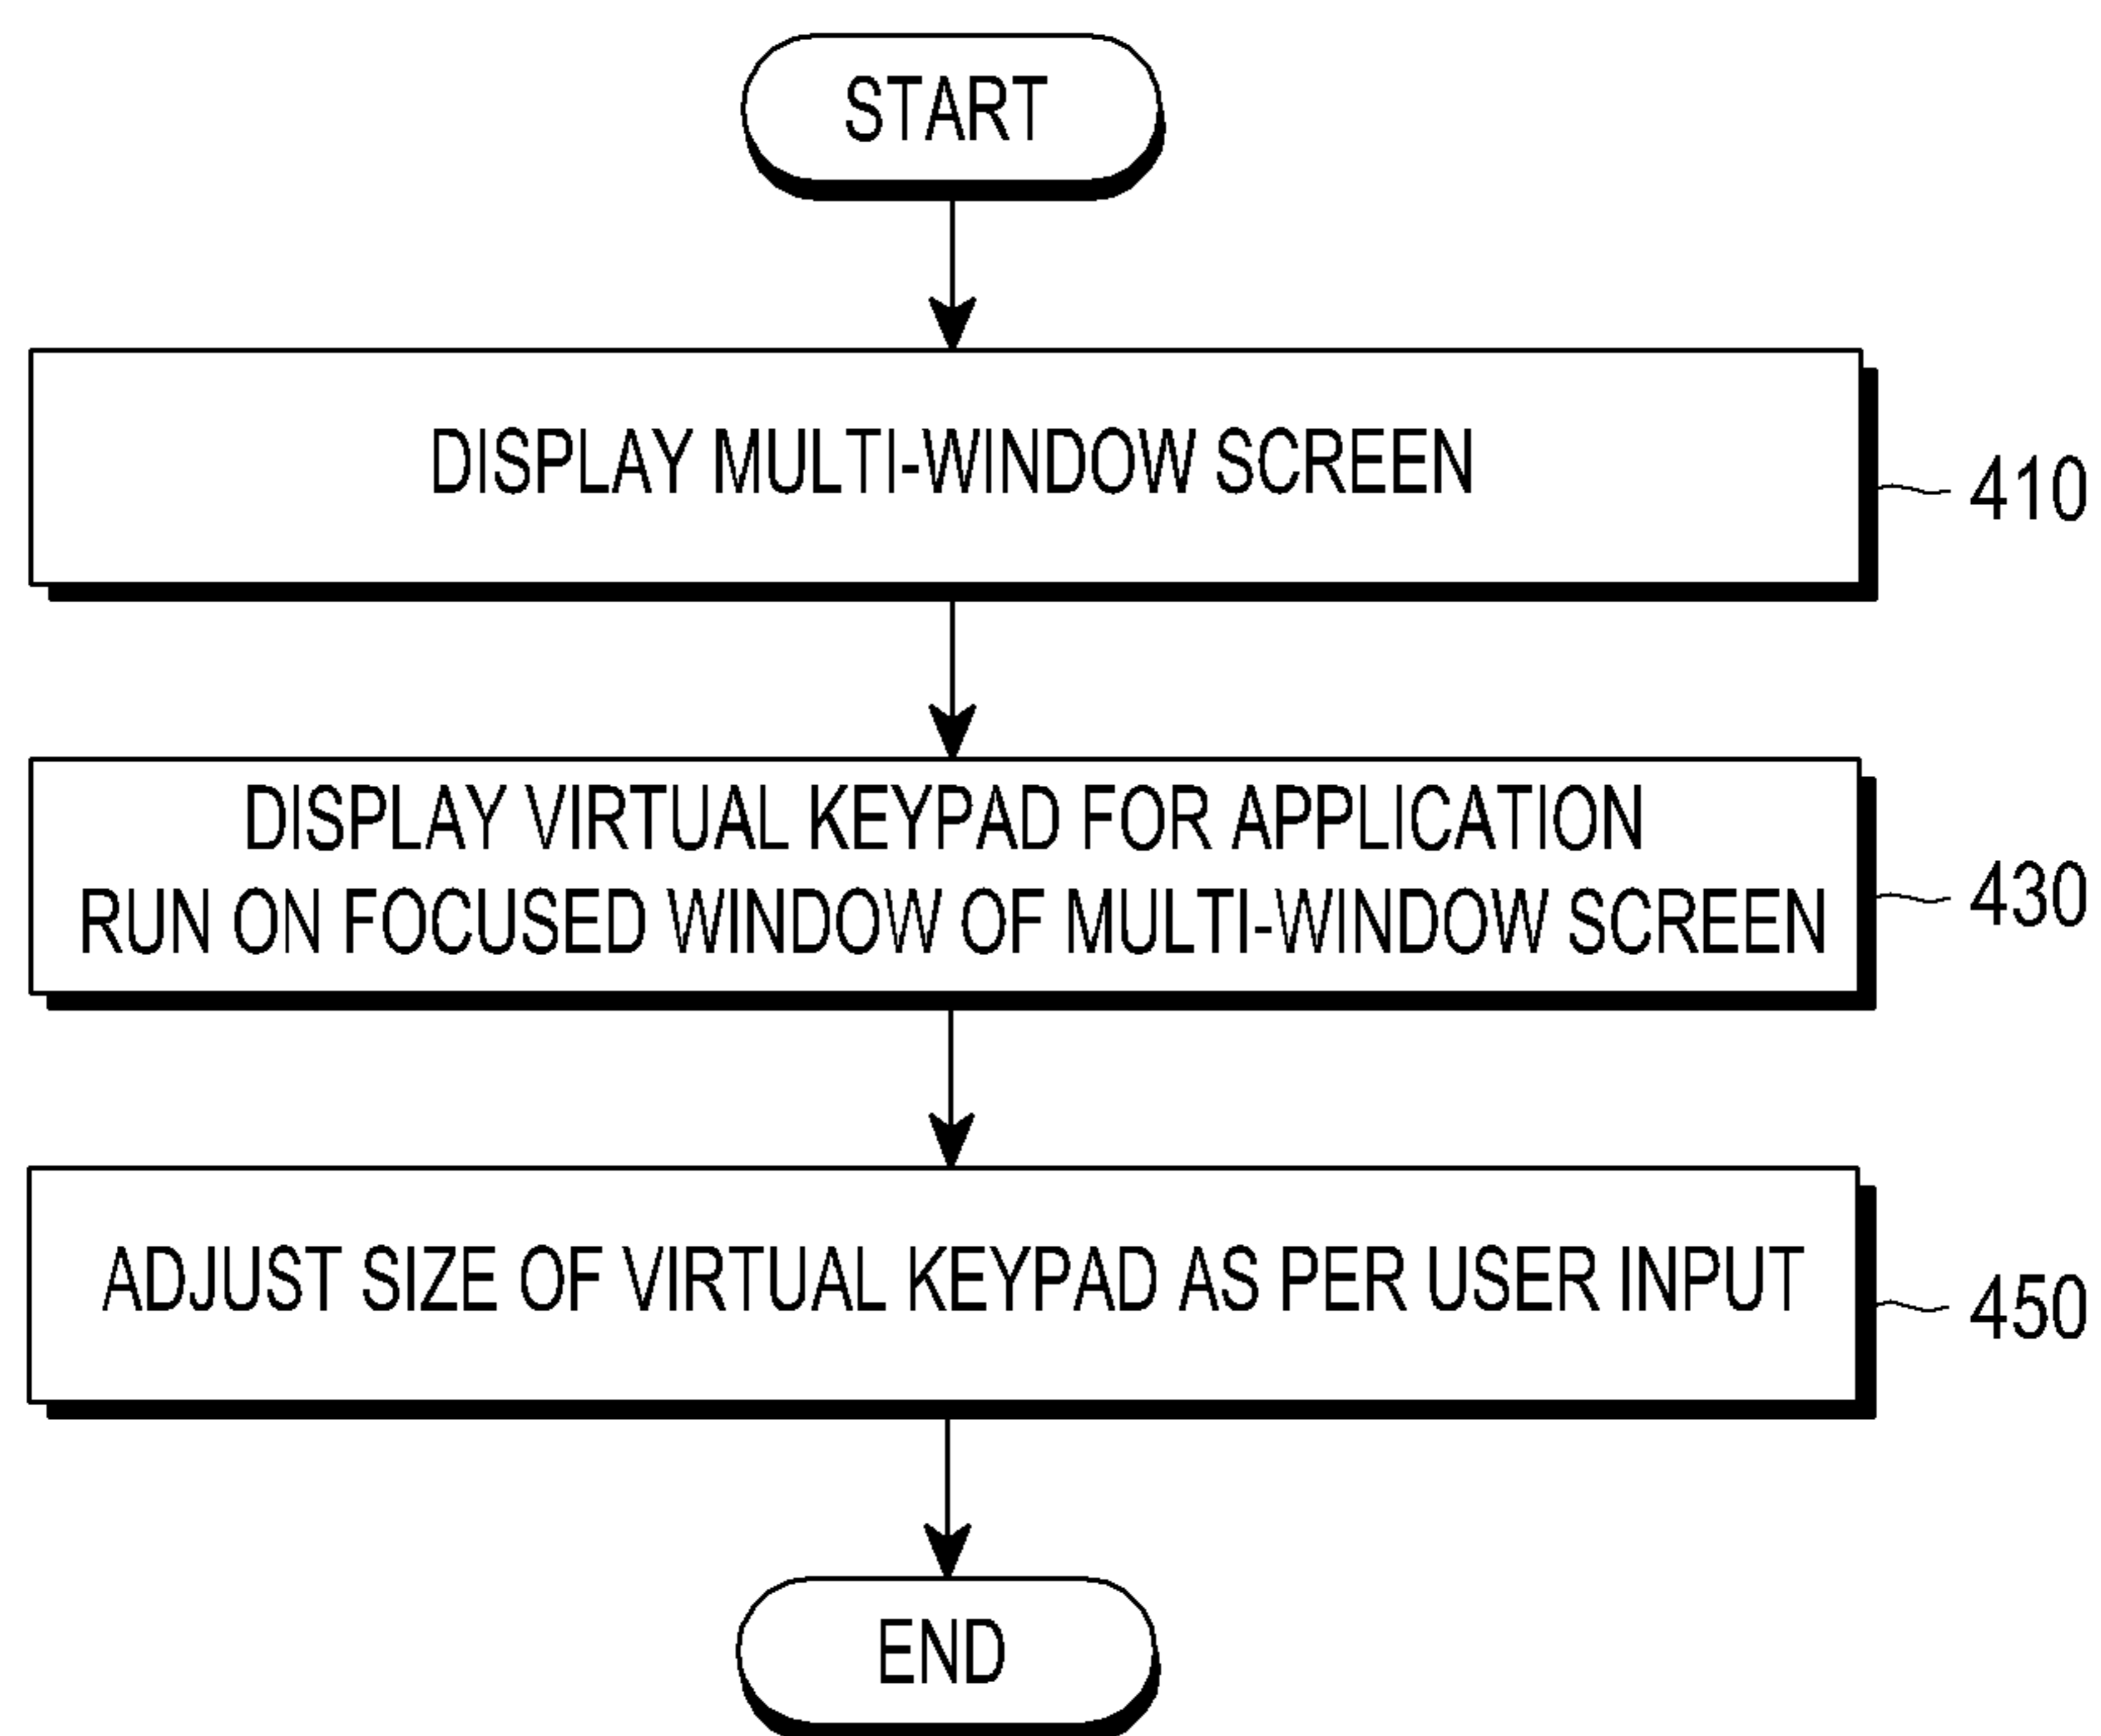 START
DISPLAY MULTI-WINDOW SCREEN
410
DISPLAY VIRTUAL KEYPAD FOR APPLICATION
RUN ON FOCUSED WINDOW OF MULTI-WINDOW SCREEN
430
ADJUST SIZE OF VIRTUAL KEYPAD AS PER USER INPUT
450
END